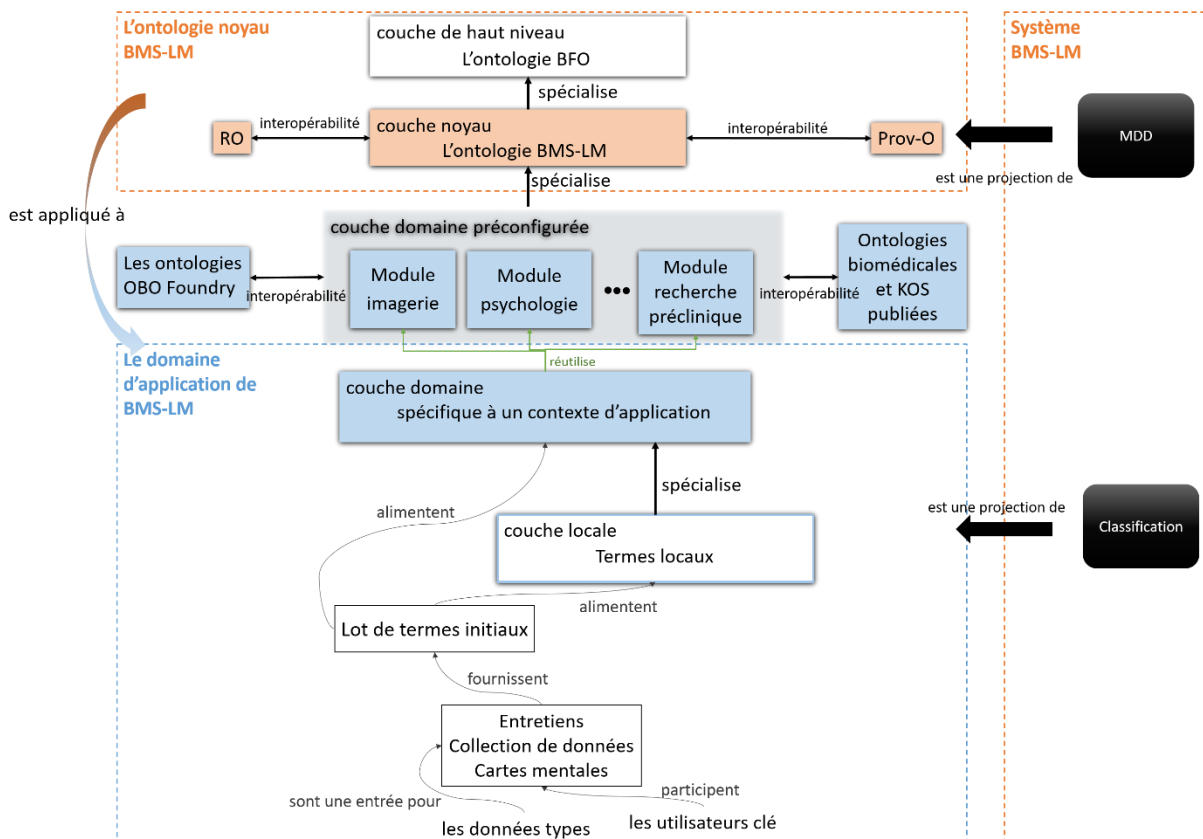 L'ontologie noyau
BMS-LM
couche de haut niveau
L'ontologie BFO
Système
BMS-LM
spécialise
RO
interopérabilité
couche noyau
L'ontologie BMS-LM
interopérabilité
Prov-O
MDD
est une projection de
spécialise
est appliqué à
couche domaine préconfigurée
Les ontologies
OBO Foundry
interopérabilité
Module
imagerie
Module
psychologie
•••
Module
recherche
préclinique
interopérabilité
Ontologies
biomédicales
et KOS
publiées
Le domaine
d'application de
BMS-LM
réutilise
couche domaine
spécifique à un contexte d'application
spécialise
alimentent
est une projection de
Classification
couche locale
Termes locaux
alimentent
Lot de termes initiaux
fournissent
Entretiens
Collection de données
Cartes mentales
sont une entrée pour
participent
les données types
les utilisateurs clé